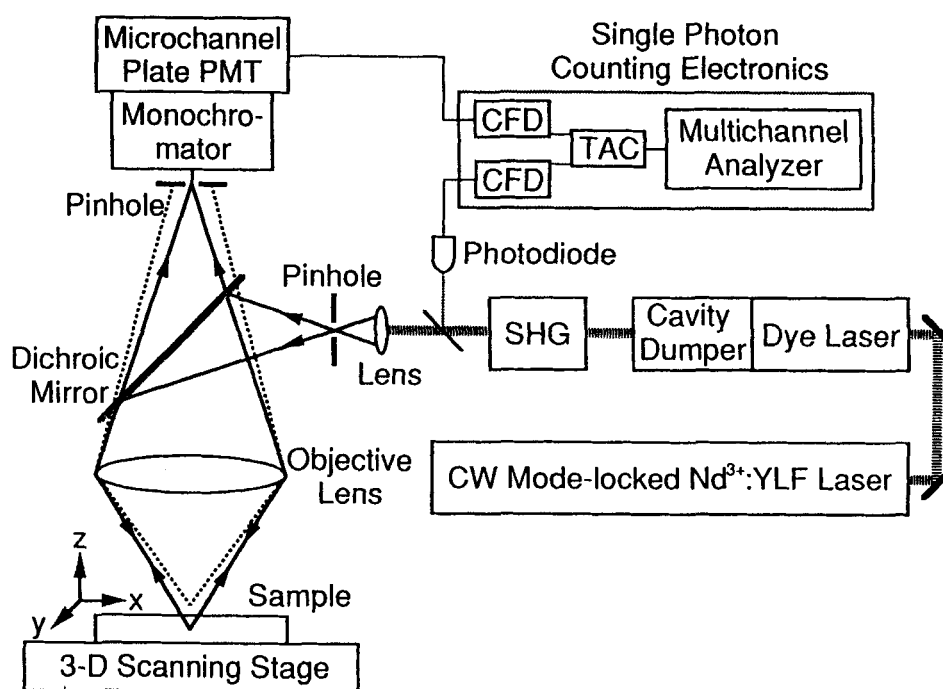 Microchannel
Plate PMT
Monochro-
mator
Pinhole
Single Photon
Counting Electronics
CFD
TAC
Multichannel
Analyzer
CFD
Photodiode
Pinhole
Lens
SHG
Cavity
Dumper
Dye Laser
Dichroic
Mirror
Objective
Lens
CW Mode-locked Nd³⁺:YLF Laser
z
x
y
Sample
3-D Scanning Stage